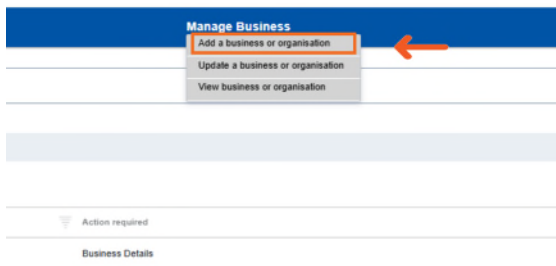 Manage Business
Add a business or organisation
Update a business or organisation
View business or organisation
Action required
Business Details